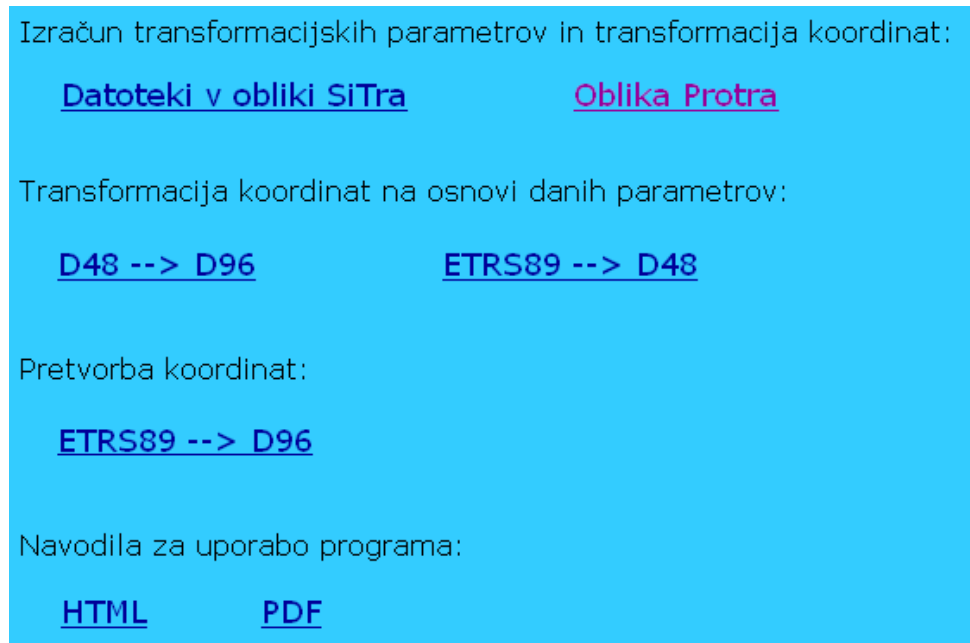 Izračun transformacijskih parametrov in transformacija koordinat:
Datoteki v obliki SiTra Oblika Protra
Transformacija koordinat na osnovi danih parametrov:
D48 --> D96 ETRS89 --> D48
Pretvorba koordinat:
ETRS89 --> D96
Navodila za uporabo programa:
HTML PDF